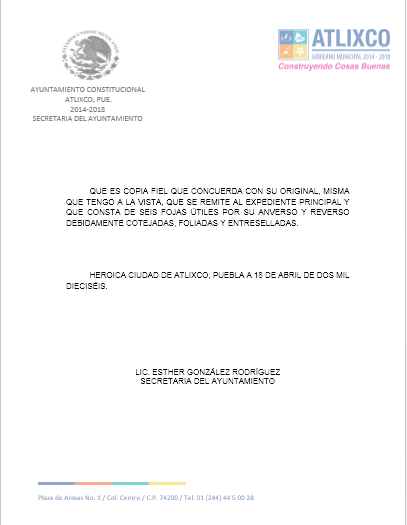 ESTADOS UNIDOS MEXICANOS
ATLIXCO
GOBIERNO MUNICIPAL 2014 - 2018
Construyendo Cosas Buenas
AYUNTAMIENTO CONSTITUCIONAL
ATLIXCO, PUE.
2014-2018
SECRETARIA DEL AYUNTAMIENTO
QUE ES COPIA FIEL QUE CONCUERDA CON SU ORIGINAL, MISMA
QUE TENGO A LA VISTA, QUE SE REMITE AL EXPEDIENTE PRINCIPAL Y
QUE CONSTA DE SEIS FOJAS ÚTILES POR SU ANVERSO Y REVERSO
DEBIDAMENTE COTEJADAS, FOLIADAS Y ENTRESELLADAS.
HEROICA CIUDAD DE ATLIXCO, PUEBLA A 18 DE ABRIL DE DOS MIL
DIECISÉIS.
LIC. ESTHER GONZÁLEZ RODRÍGUEZ
SECRETARIA DEL AYUNTAMIENTO
Plaza de Armas No. 1 / Col. Centro / C.P. 74200 / Tel. 01 (244) 44 5 00 28